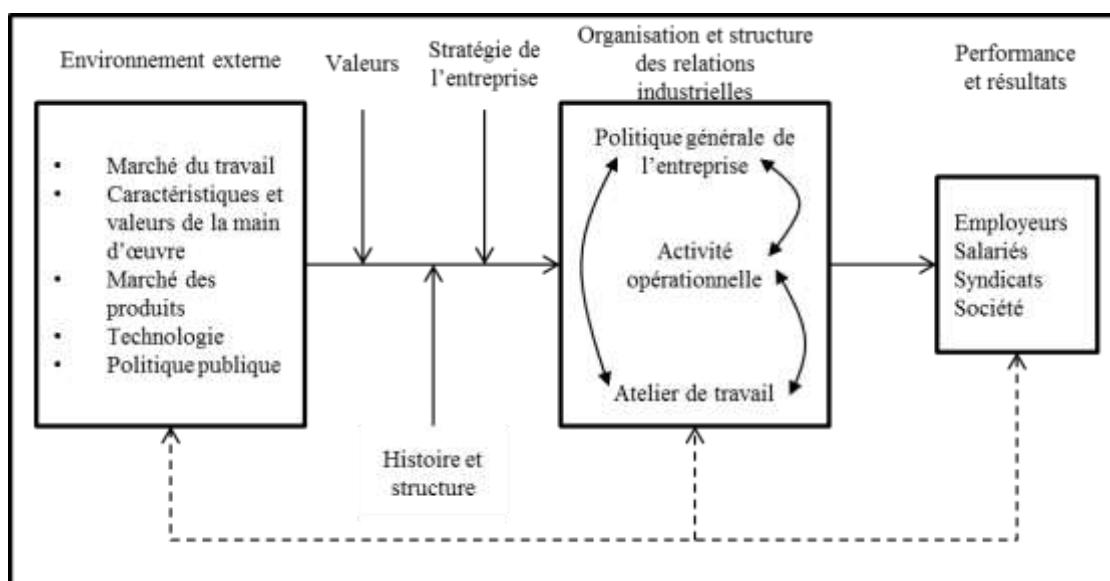 Environnement externe
Valeurs
Stratégie de
l'entreprise
Organisation et structure
des relations
industrielles
Performance
et résultats
• Marché du travail
• Caractéristiques et
valeurs de la main
d'œuvre
• Marché des
produits
• Technologie
• Politique publique
Histoire et
structure
Politique générale de
l'entreprise
Activité
opérationnelle
Atelier de travail
Employeurs
Salariés
Syndicats
Société